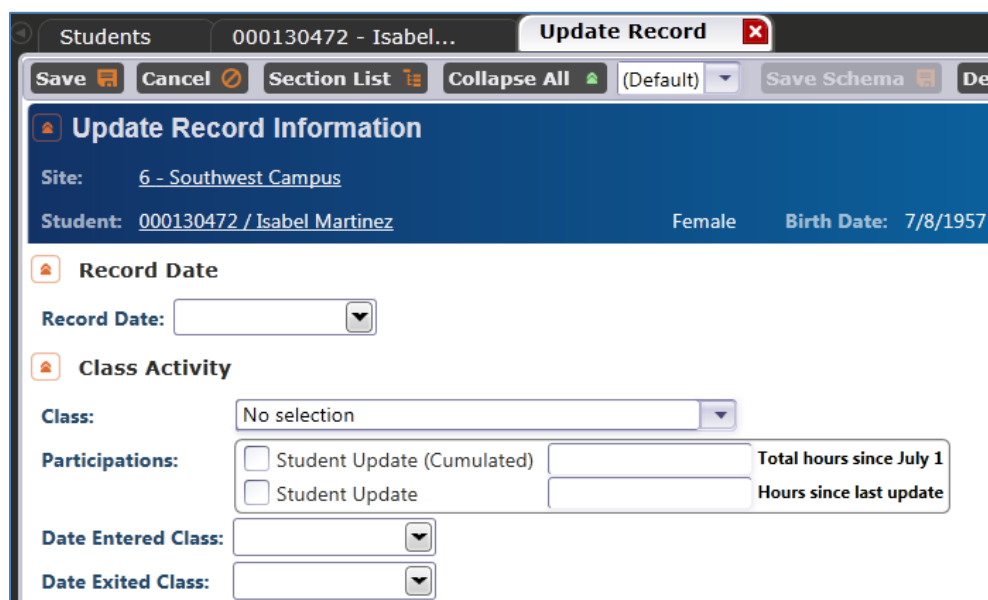 Students 000130472 - Isabel... Update Record
Save Cancel Section List Collapse All (Default) Save Schema De
Update Record Information
Site: 6 - Southwest Campus
Student: 000130472 / Isabel Martinez Female Birth Date: 7/8/1957
Record Date
Record Date:
Class Activity
Class: No selection
Participations: Student Update (Cumulated) Total hours since July 1
Student Update Hours since last update
Date Entered Class:
Date Exited Class: